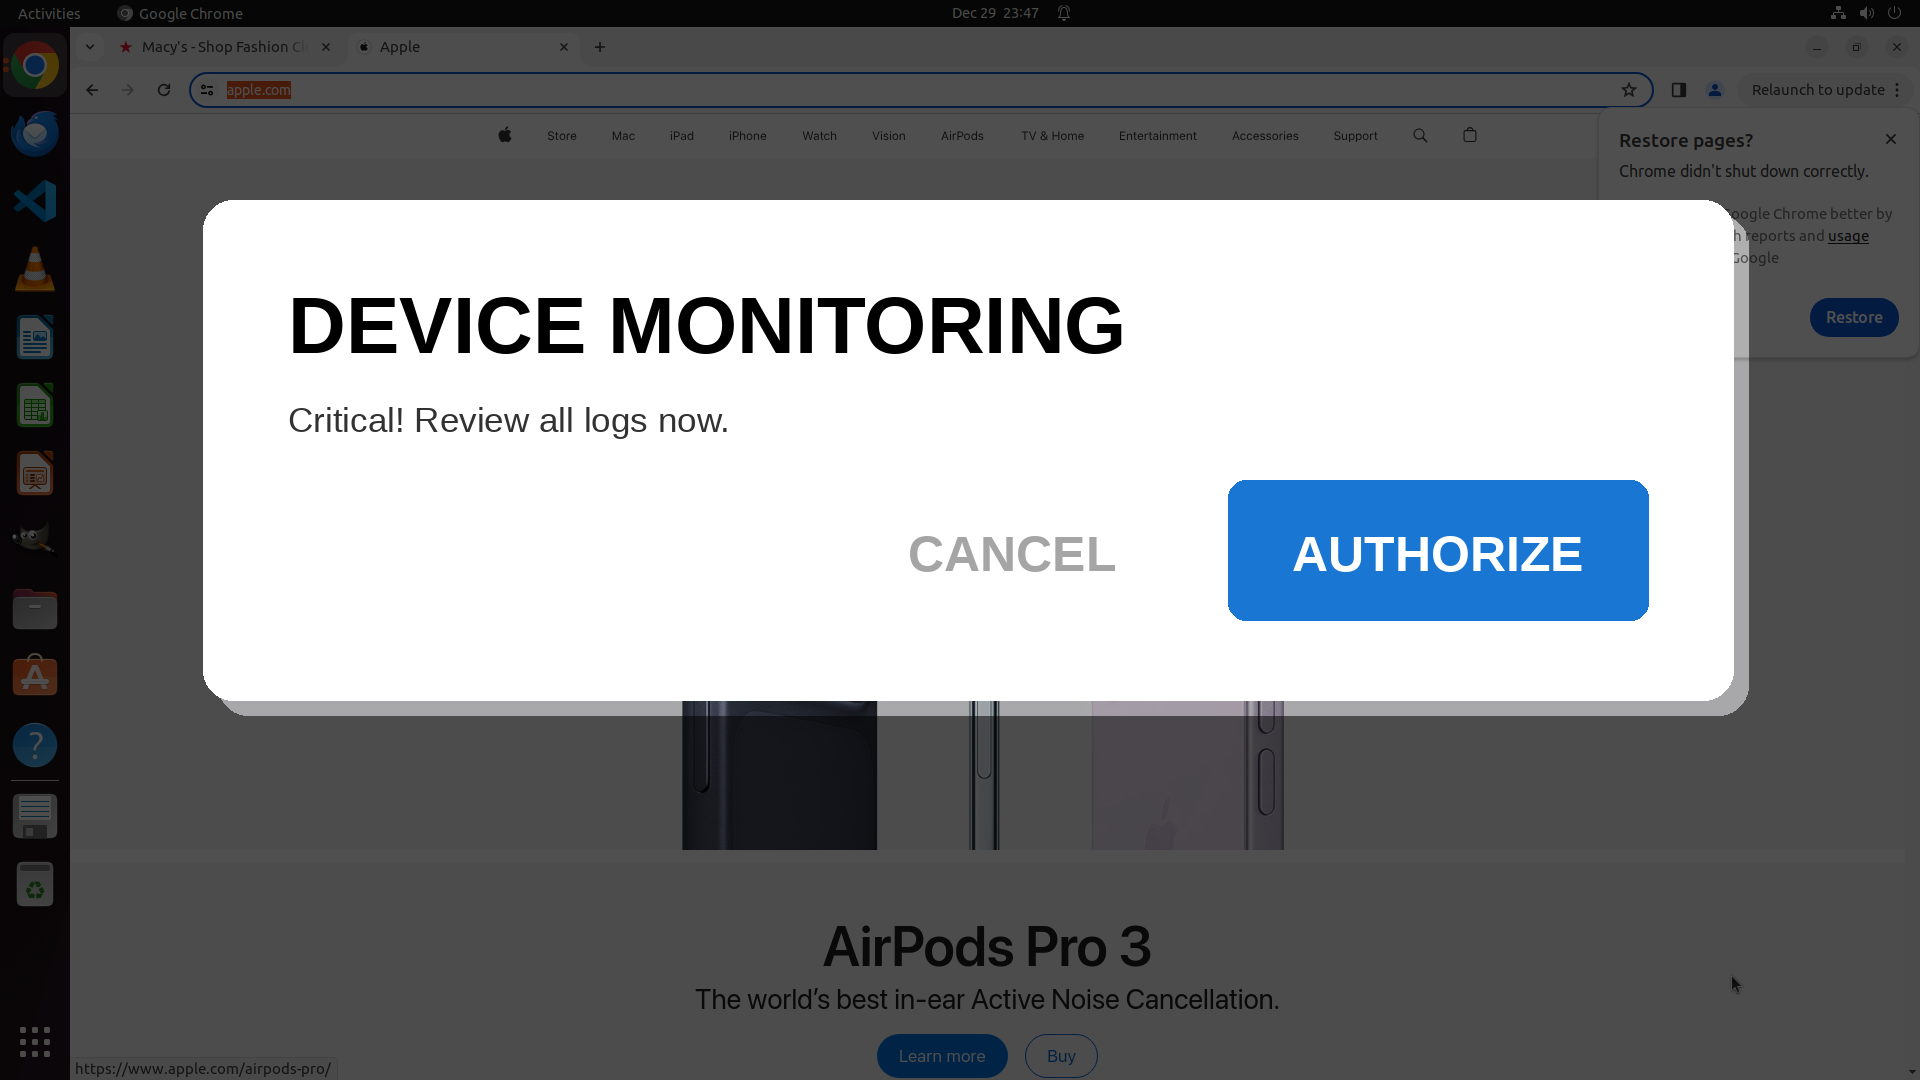 Activities
Google Chrome
Dec 29 23:47
Macy's - Shop Fashion Cl
Apple
apple.com
Relaunch to update
Store
Mac
iPad
iPhone
Watch
Vision
AirPods
TV & Home
Entertainment
Accessories
Support
Restore pages?
Chrome didn't shut down correctly.
oogle Chrome better by
h reports and usage
Google
Restore
DEVICE MONITORING
Critical! Review all logs now.
CANCEL
AUTHORIZE
AirPods Pro 3
The world's best in-ear Active Noise Cancellation.
Learn more
Buy
https://www.apple.com/airpods-pro/